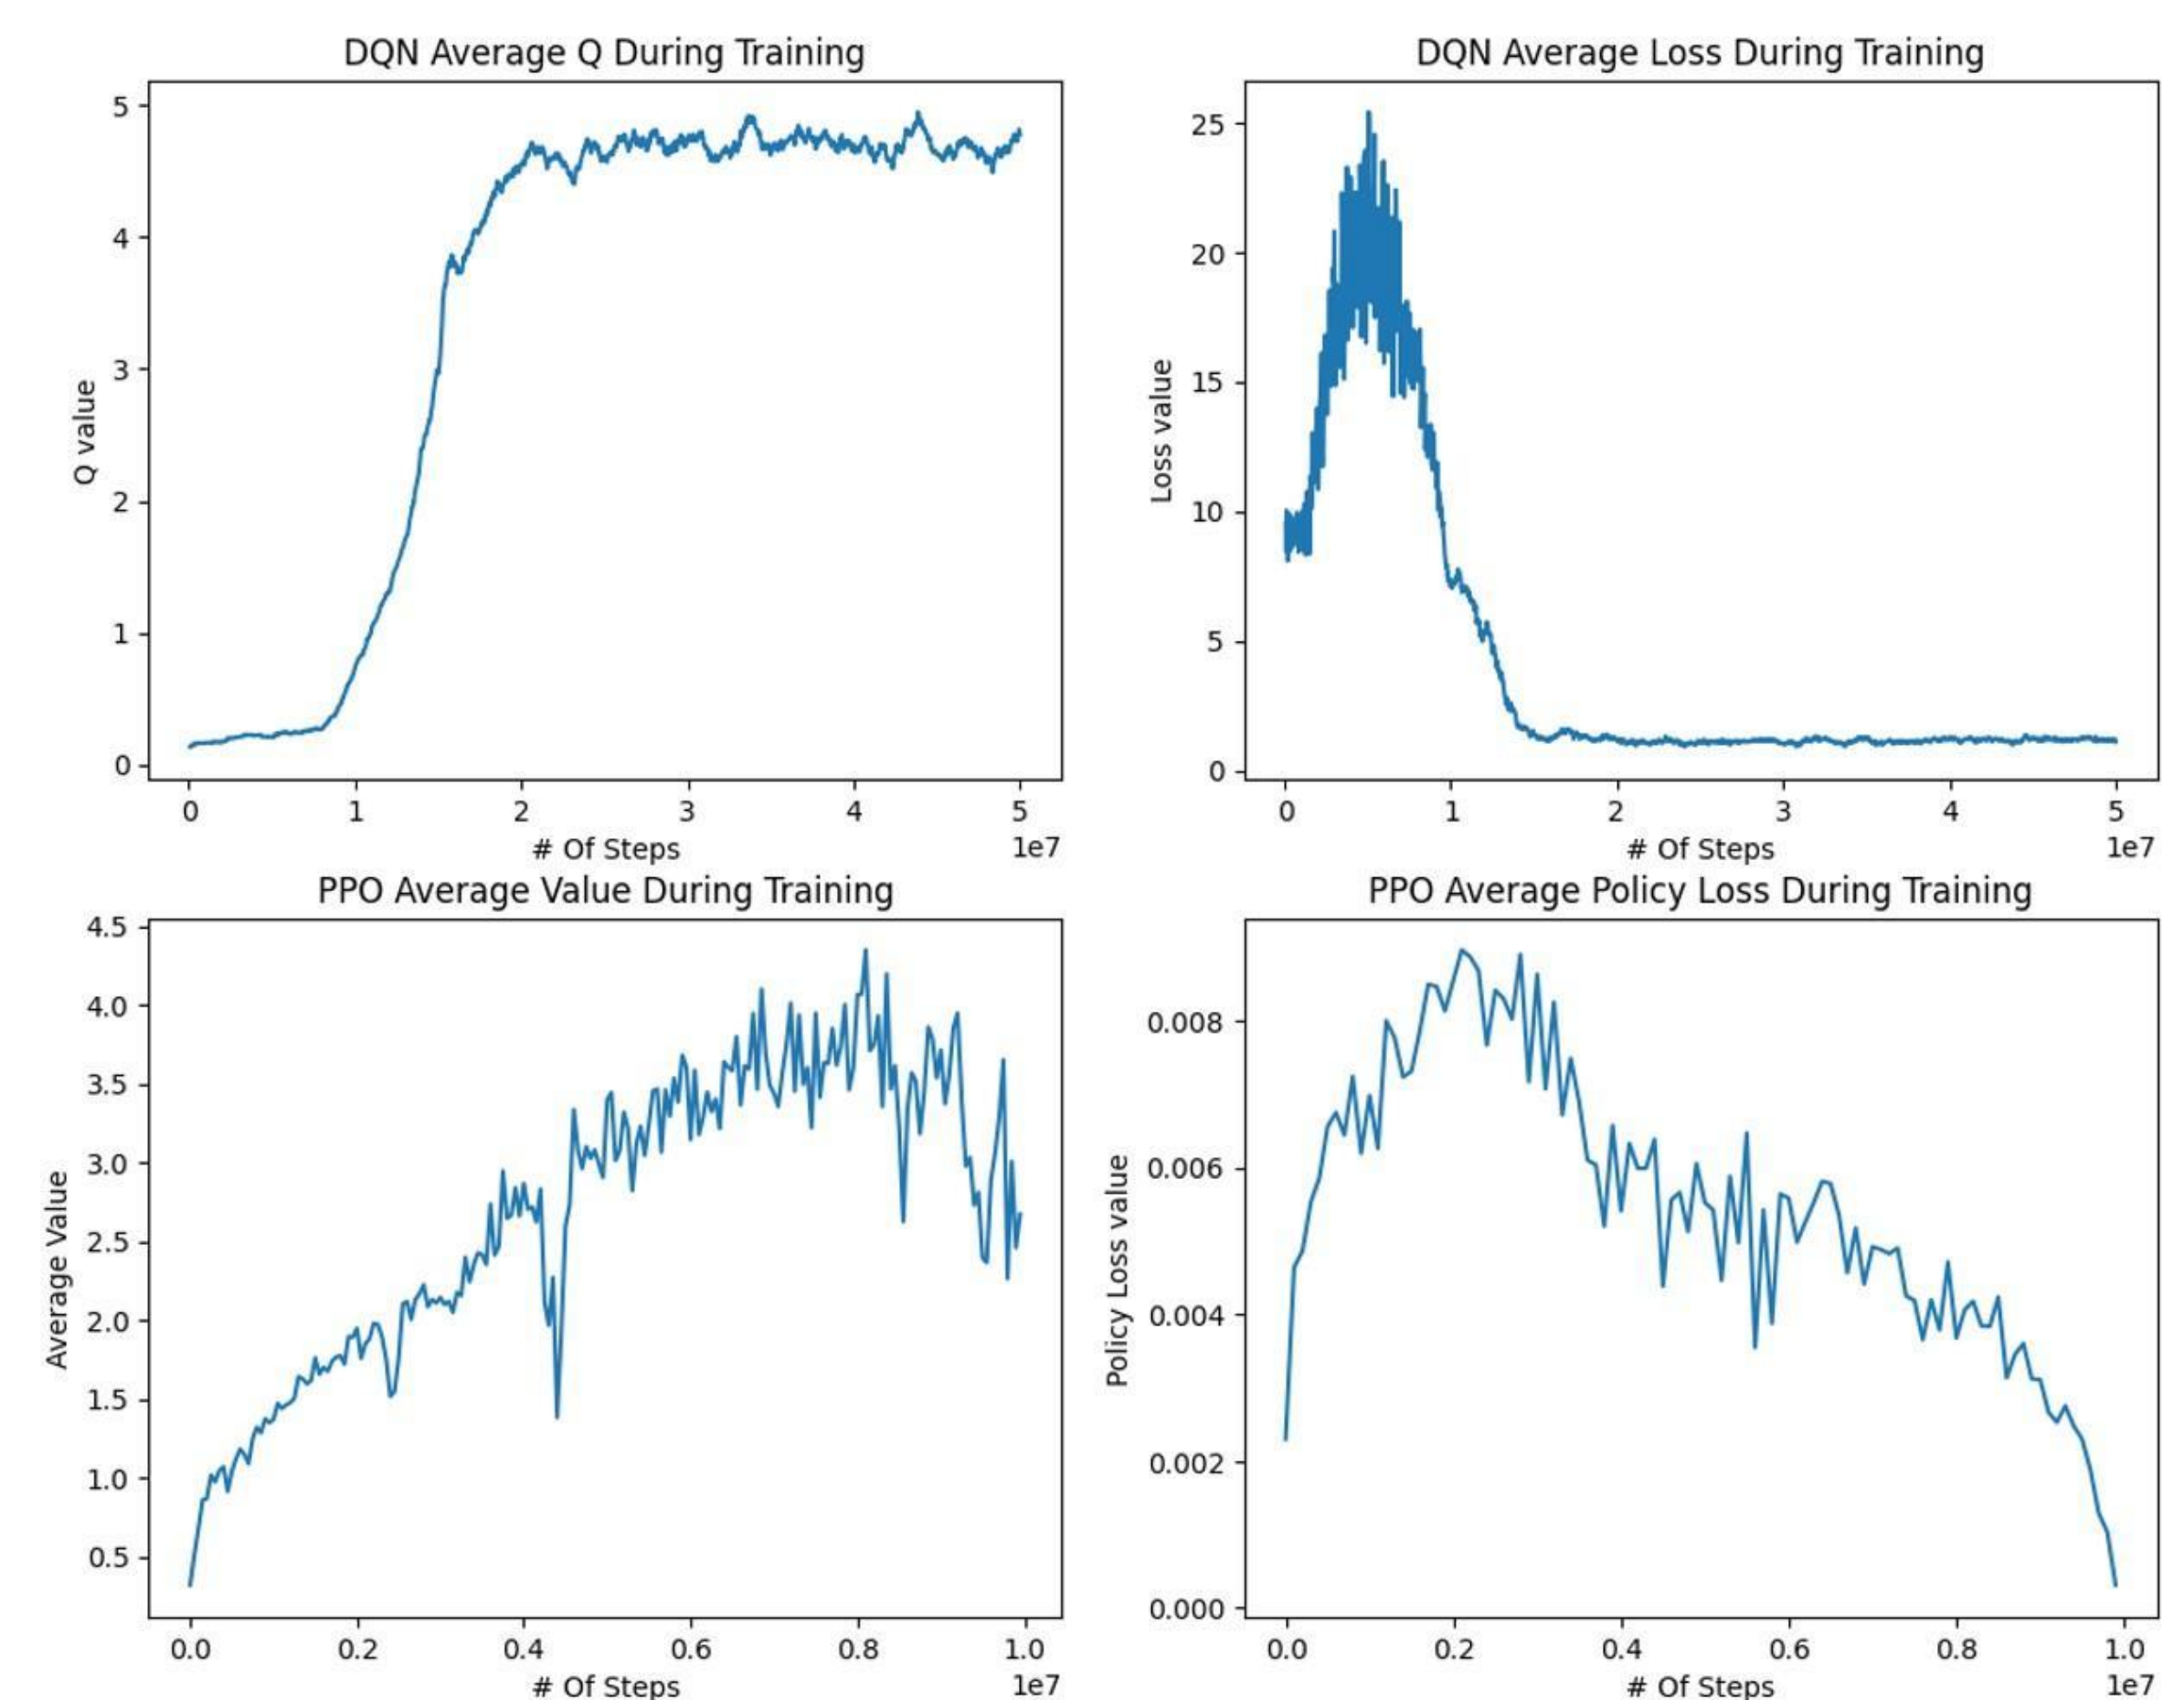 DQN Average Q During Training
5
4
3
2
1
0
Q value
0 1 2 3 4 5
# Of Steps
1e7
DQN Average Loss During Training
25
20
15
10
5
0
Loss value
0 1 2 3 4 5
# Of Steps
1e7
PPO Average Value During Training
4.5
4.0
3.5
3.0
2.5
2.0
1.5
1.0
0.5
Average Value
0.0 0.2 0.4 0.6 0.8 1.0
# Of Steps
1e7
PPO Average Policy Loss During Training
0.008
0.006
0.004
0.002
0.000
Policy Loss value
0.0 0.2 0.4 0.6 0.8 1.0
# Of Steps
1e7